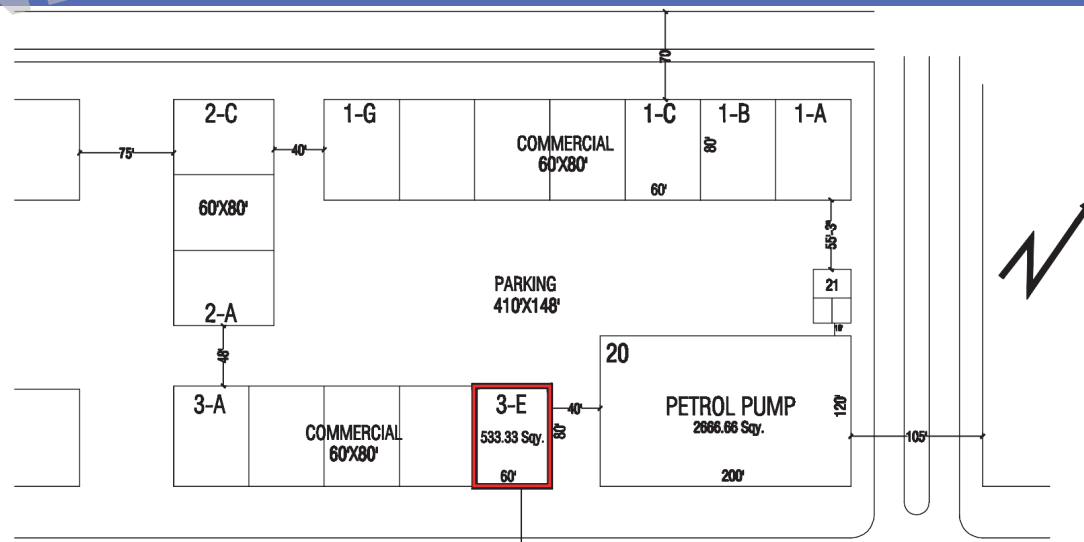 70'
2-C
1-G
1-C
1-B
1-A
75'
40'
COMMERCIAL
60'X80'
80'
60'
60'X80'
55'-3"
PARKING
410'X148'
21
2-A
48'
20
3-A
3-E
40'
PETROL PUMP
2666.66 Sqy.
120'
COMMERCIAL
60'X80'
533.33 Sqy.
80'
105'
60'
200'